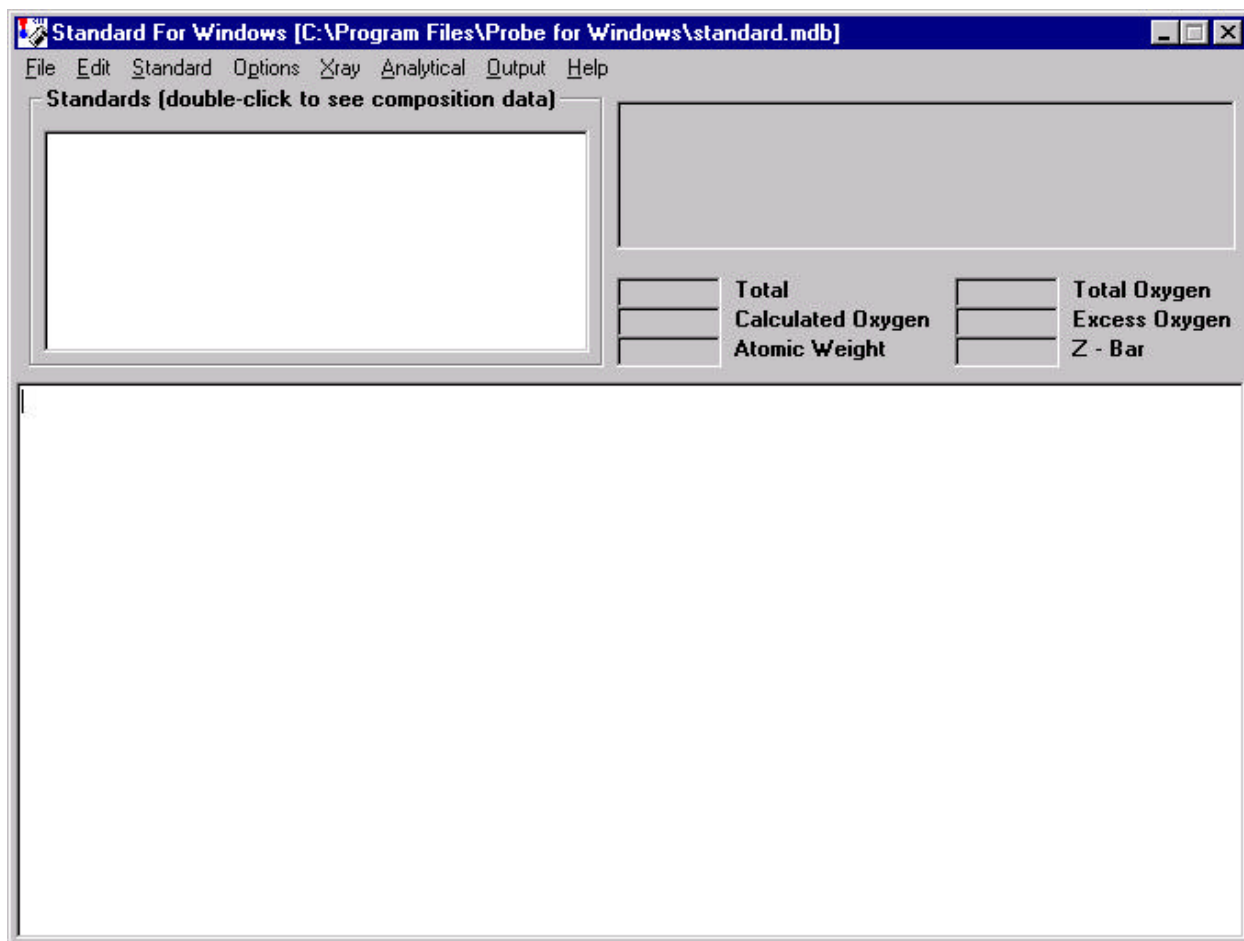 Standard For Windows [C:\Program Files\Probe for Windows\standard.mdb]
File Edit Standard Options Xray Analytical Output Help
Standards (double-click to see composition data)
Total
Total Oxygen
Calculated Oxygen
Excess Oxygen
Atomic Weight
Z - Bar